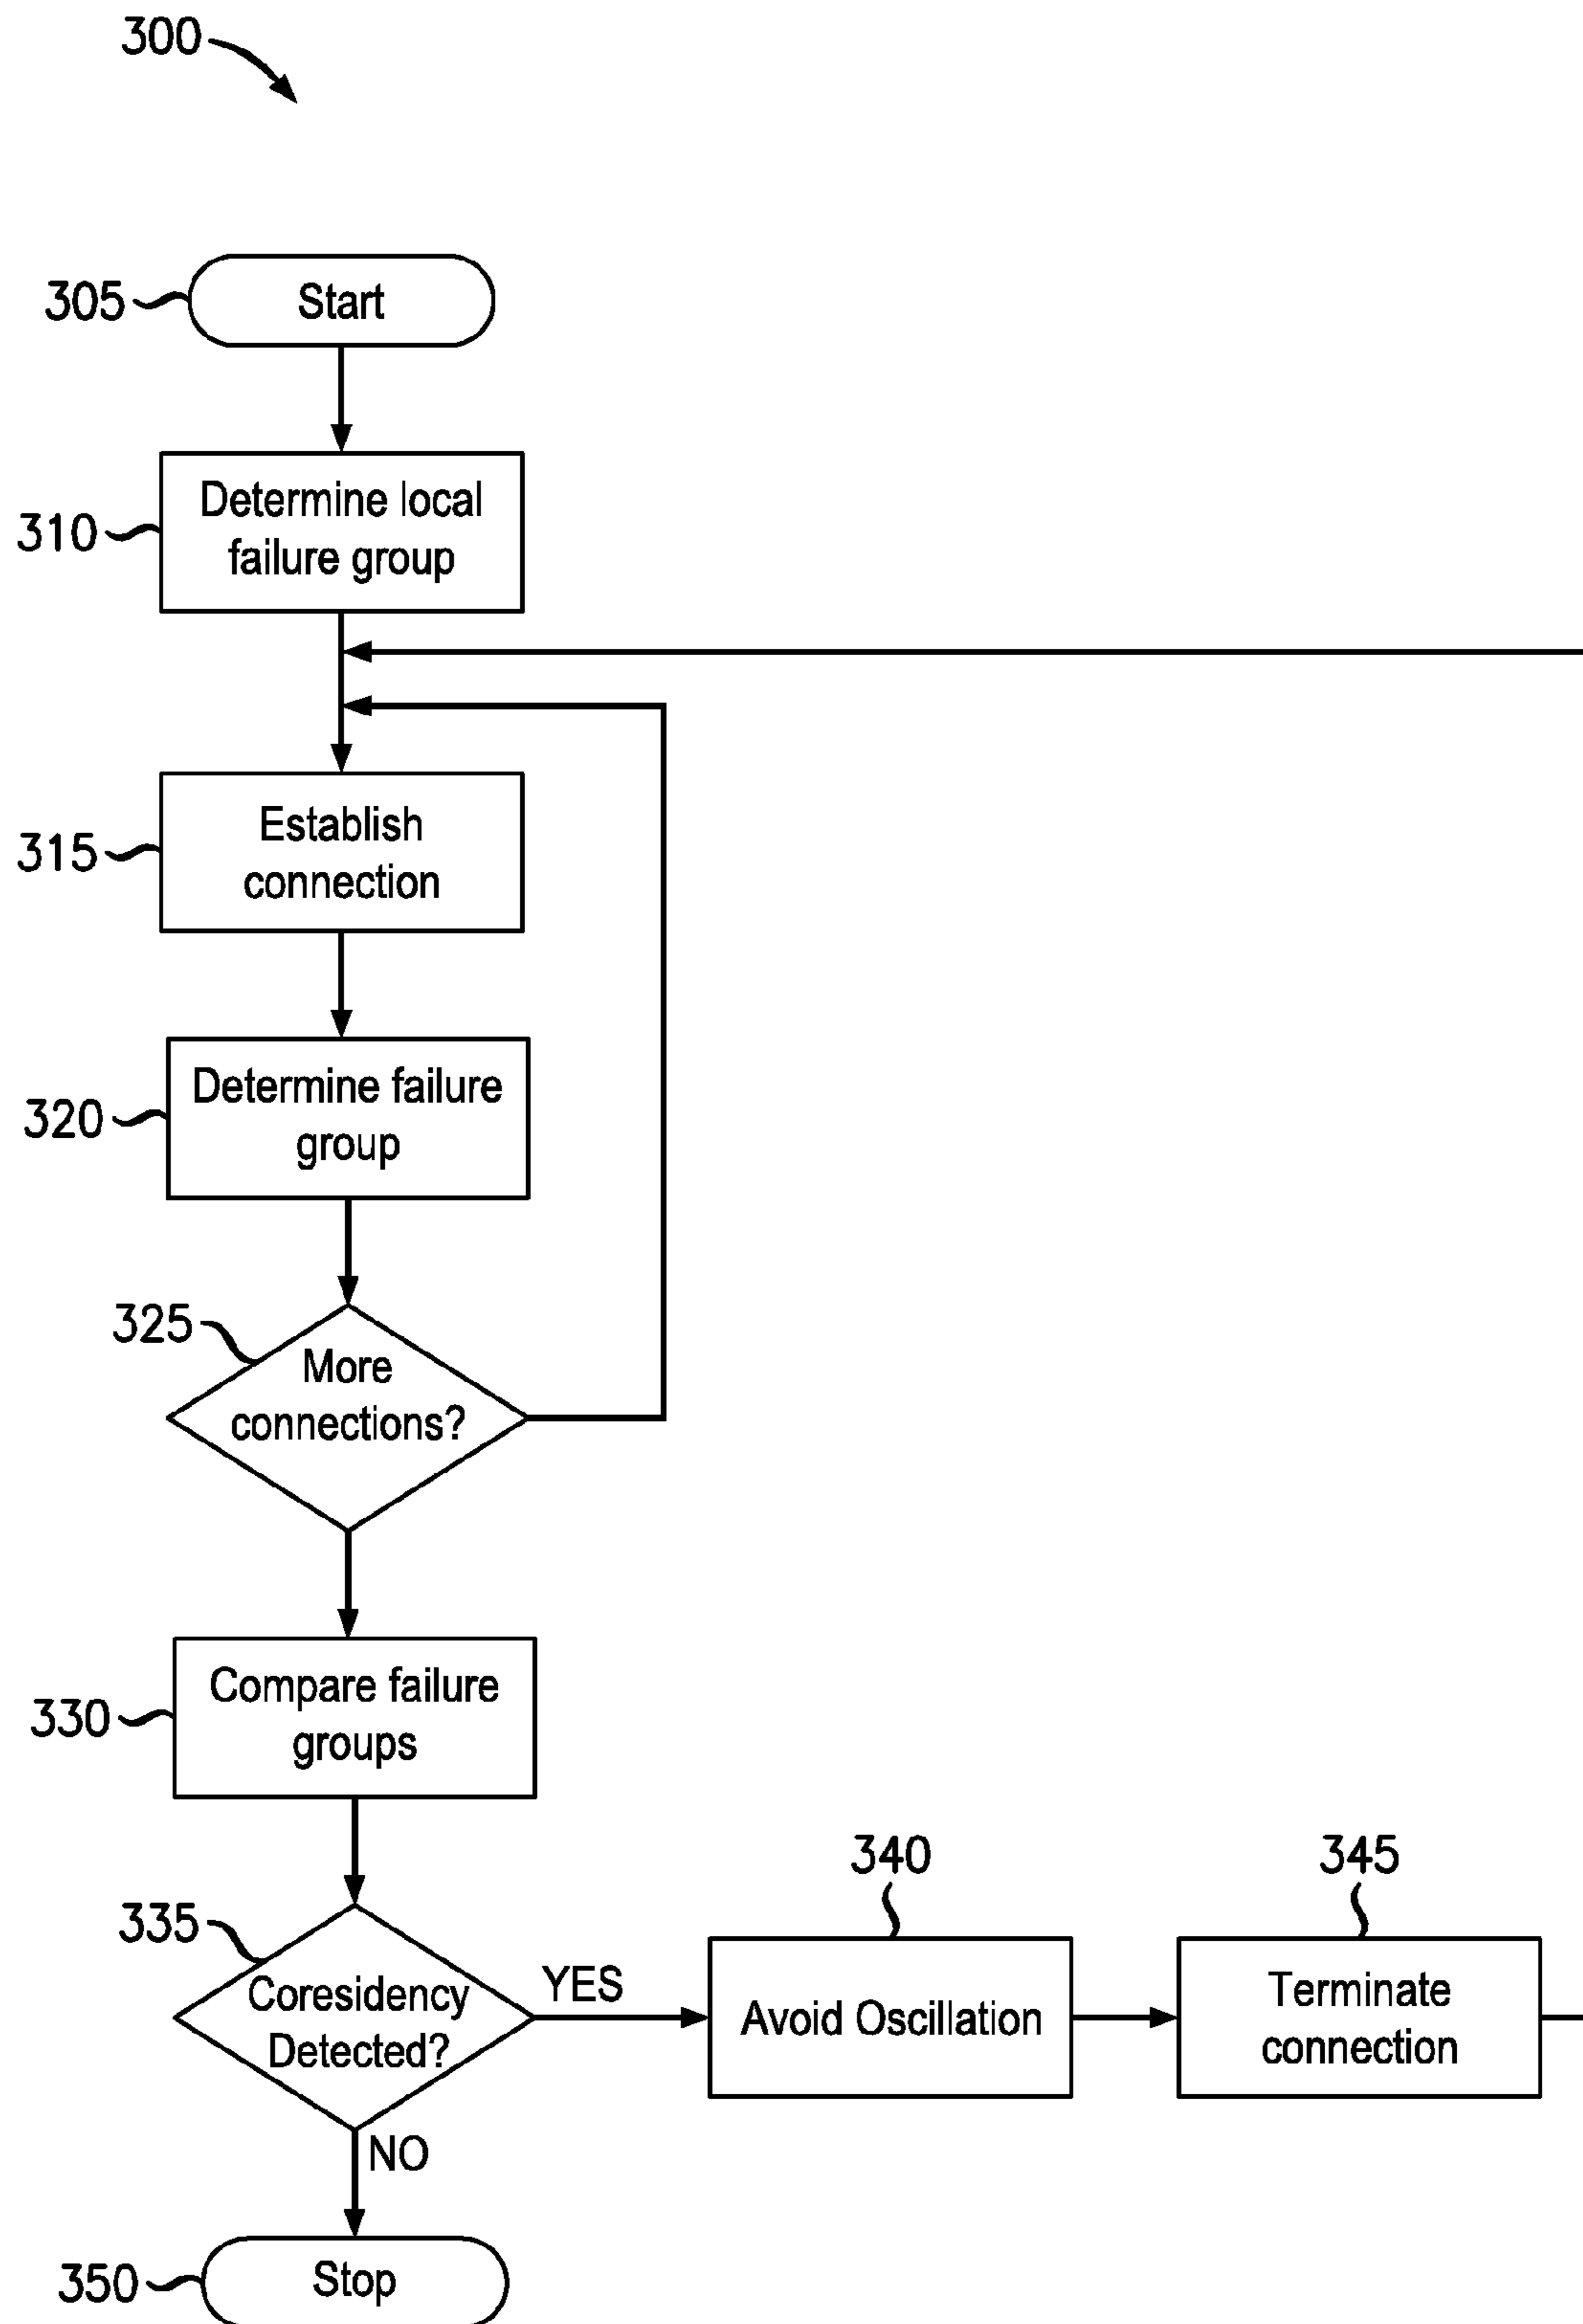 300
305
Start
310
Determine local
failure group
315
Establish
connection
320
Determine failure
group
325
More
connections?
330
Compare failure
groups
335
Coresidency
Detected?
YES
340
Avoid Oscillation
345
Terminate
connection
NO
350
Stop